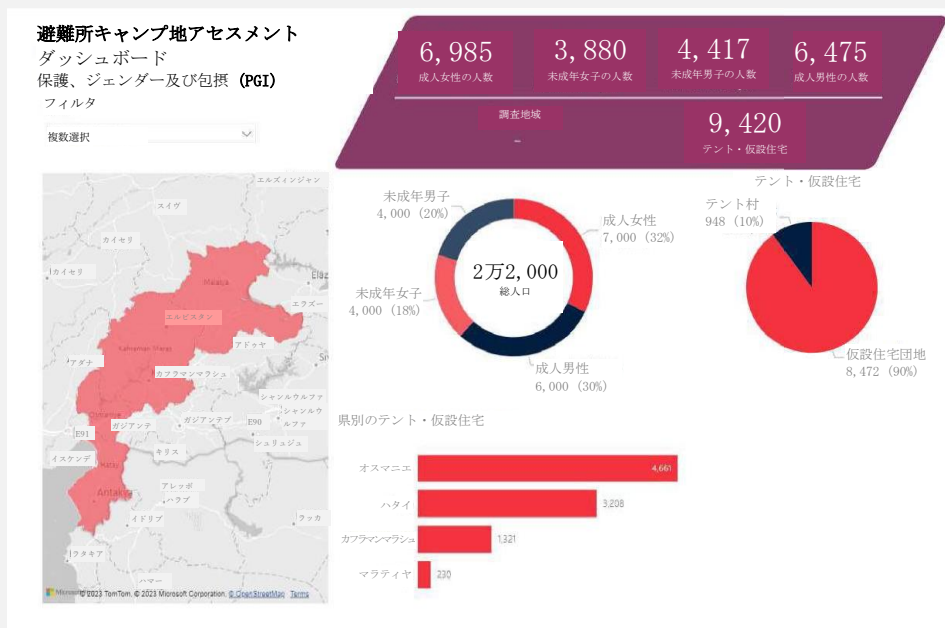 避難所キャンプ地アセスメント
ダッシュボード
保護、ジェンダー及び包摂 (PGI)
フィルタ
複数選択
6,985
成人女性の人数
3,880
未成年女子の人数
4,417
未成年男子の人数
6,475
成人男性の人数
調査地域
9,420
テント・仮設住宅
エルズィンジャン
スイヴ
カイセリ
カイセリ
Malatya
エラズー
エルビスタン
アドゥヤ
アダナ
カフラマンマラシュ
シャンルウルファ
シャンルウ
ルファ
Osmaniye
E91
ガジアンテ
ガジアンテプ
E90
シュリュジュ
イスケンデ
キリス
Hatay
Antakya
アレッポ
ハラブ
イドリブ
ラッカ
ラタキア
ハマー
© 2023 TomTom, © 2023 Microsoft Corporation, © OpenStreetMap Terms
未成年男子
4,000 (20%)
成人女性
7,000 (32%)
2万2,000
総人口
未成年女子
4,000 (18%)
成人男性
6,000 (30%)
テント・仮設住宅
テント村
948 (10%)
仮設住宅団地
8,472 (90%)
県別のテント・仮設住宅
オスマニエ
4,661
ハタイ
3,208
カフラマンマラシュ
1,321
マラティヤ
230